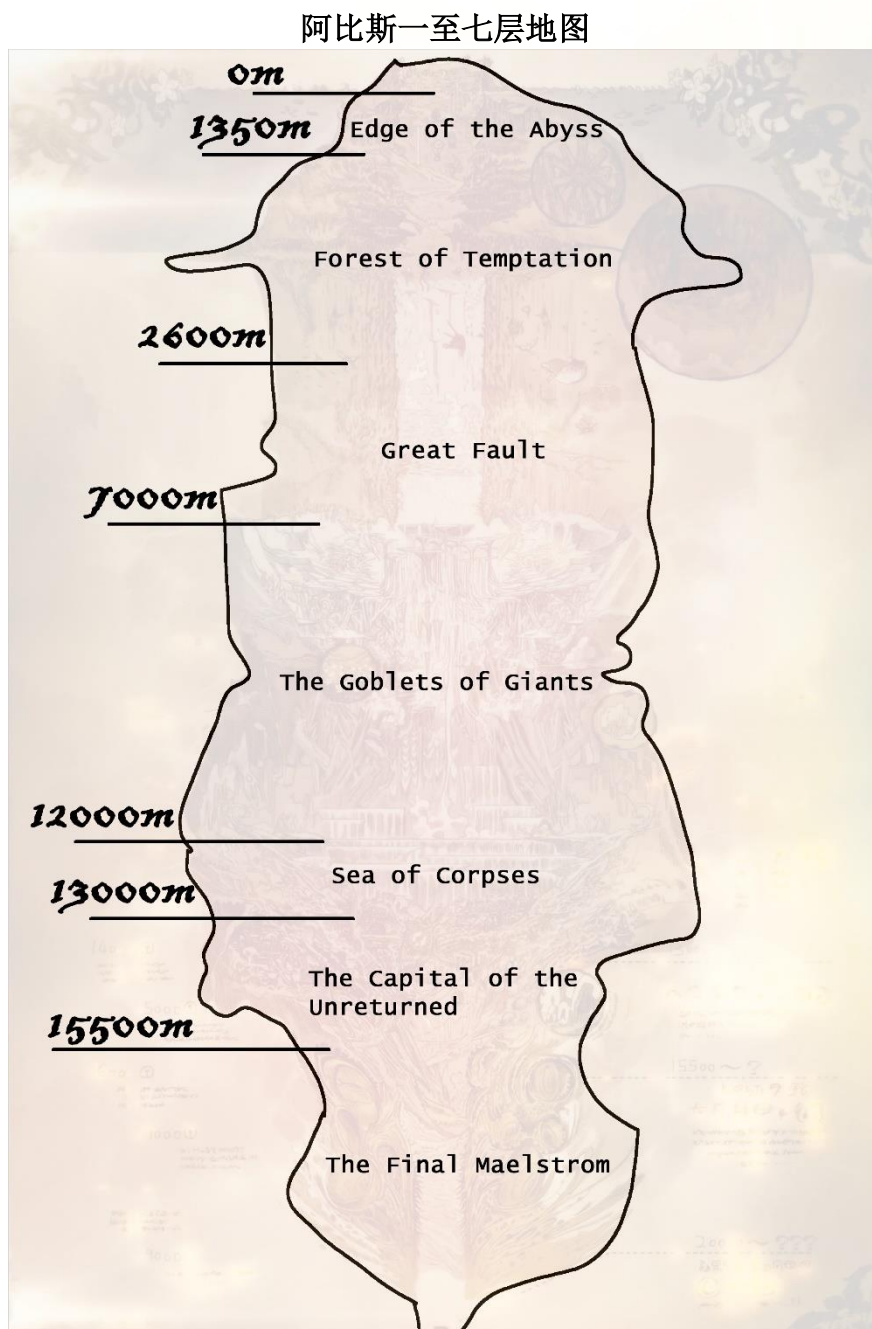 阿比斯一至七层地图
0m
1350m
Edge of the Abyss
Forest of Temptation
2600m
Great Fault
7000m
The Goblets of Giants
12000m
Sea of Corpses
13000m
The Capital of the
Unreturned
15500m
The Final Maelstrom